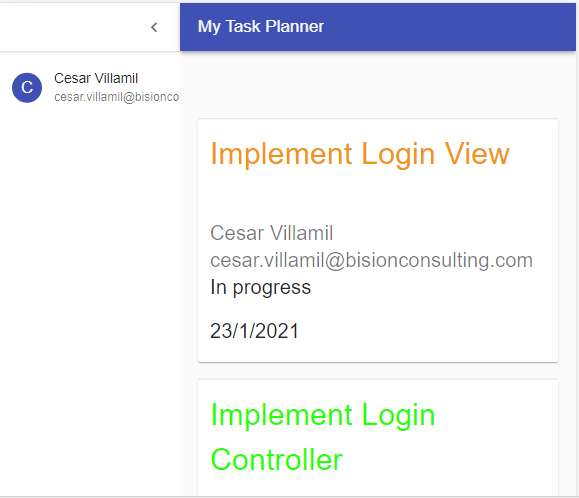 My Task Planner
C
Cesar Villamil
cesar.villamil@bisionco
Implement Login View
Cesar Villamil
cesar.villamil@bisionconsulting.com
In progress
23/1/2021
Implement Login
Controller